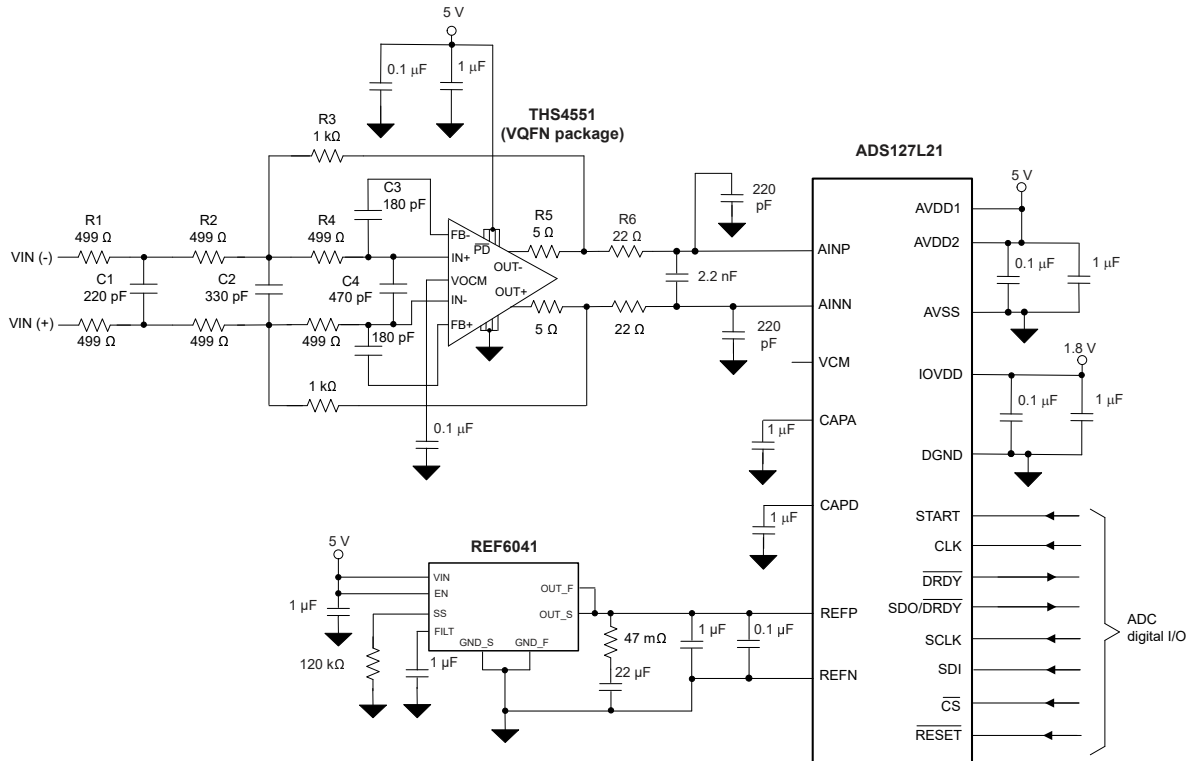 5 V
0.1 µF
1 µF
THS4551
(VQFN package)
R3
1 kΩ
ADS127L21
C3
180 pF
220
pF
5 V
AVDD1
R1
499 Ω
R2
499 Ω
R4
499 Ω
FB-
PD
R5
5 Ω
R6
22 Ω
AVDD2
VIN (-)
IN+
OUT-
AINP
0.1 µF
1 µF
C1
220 pF
C2
330 pF
C4
470 pF
VOCM
2.2 nF
OUT+
IN-
AINN
VIN (+)
FB+
AVSS
499 Ω
499 Ω
499 Ω
180 pF
5 Ω
22 Ω
220
pF
1.8 V
VCM
IOVDD
1 kΩ
0.1 µF
1 µF
0.1 µF
1 µF
CAPA
DGND
CAPD
1 µF
START
REF6041
5 V
CLK
VIN
EN
OUT_F
DRDY
1 µF
SS
OUT_S
REFP
SDO/DRDY
ADC
digital I/O
FILT
GND_S
GND_F
47 mΩ
1 µF
0.1 µF
SCLK
120 kΩ
1 µF
22 µF
REFN
SDI
CS
RESET